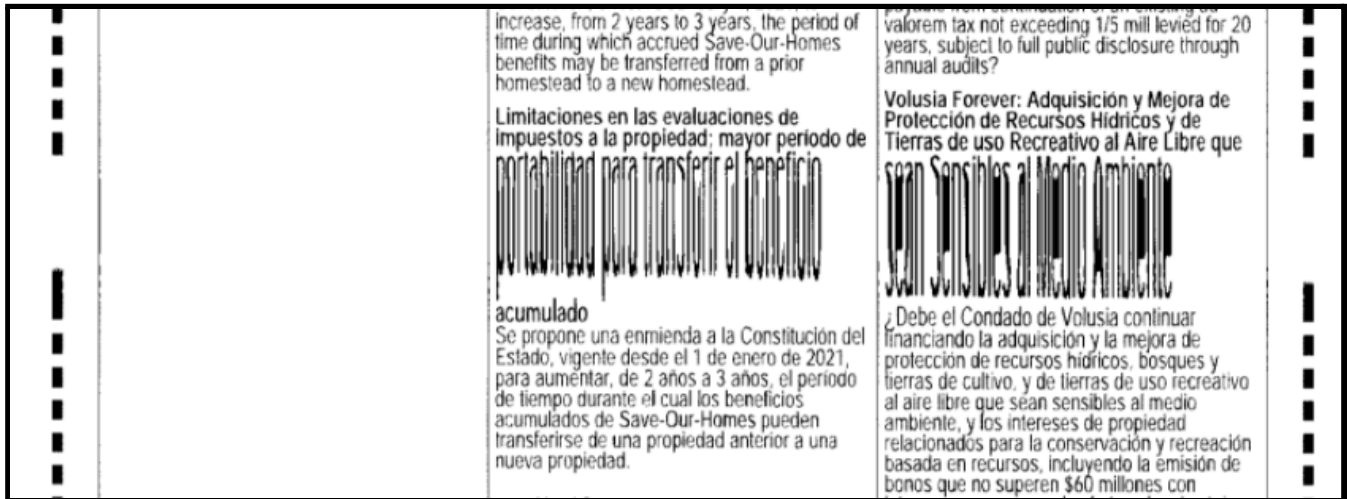 increase, from 2 years to 3 years, the period of
time during which accrued Save-Our-Homes
benefits may be transferred from a prior
homestead to a new homestead.
Limitaciones en las evaluaciones de
impuestos a la propiedad; mayor período de
portabilidad para transferir el beneficio
acumulado
Se propone una enmienda a la Constitución del
Estado, vigente desde el 1 de enero de 2021,
para aumentar, de 2 años a 3 años, el período
de tiempo durante el cual los beneficios
acumulados de Save-Our-Homes pueden
transferirse de una propiedad anterior a una
nueva propiedad.
valorem tax not exceeding 1/5 mill levied for 20
years, subject to full public disclosure through
annual audits?
Volusia Forever: Adquisición y Mejora de
Protección de Recursos Hídricos y de
Tierras de uso Recreativo al Aire Libre que
sean Sensibles al Medio Ambiente
¿Debe el Condado de Volusia continuar
financiando la adquisición y la mejora de
protección de recursos hídricos, bosques y
tierras de cultivo, y de tierras de uso recreativo
al aire libre que sean sensibles al medio
ambiente, y los intereses de propiedad
relacionados para la conservación y recreación
basada en recursos, incluyendo la emisión de
bonos que no superen $60 millones con